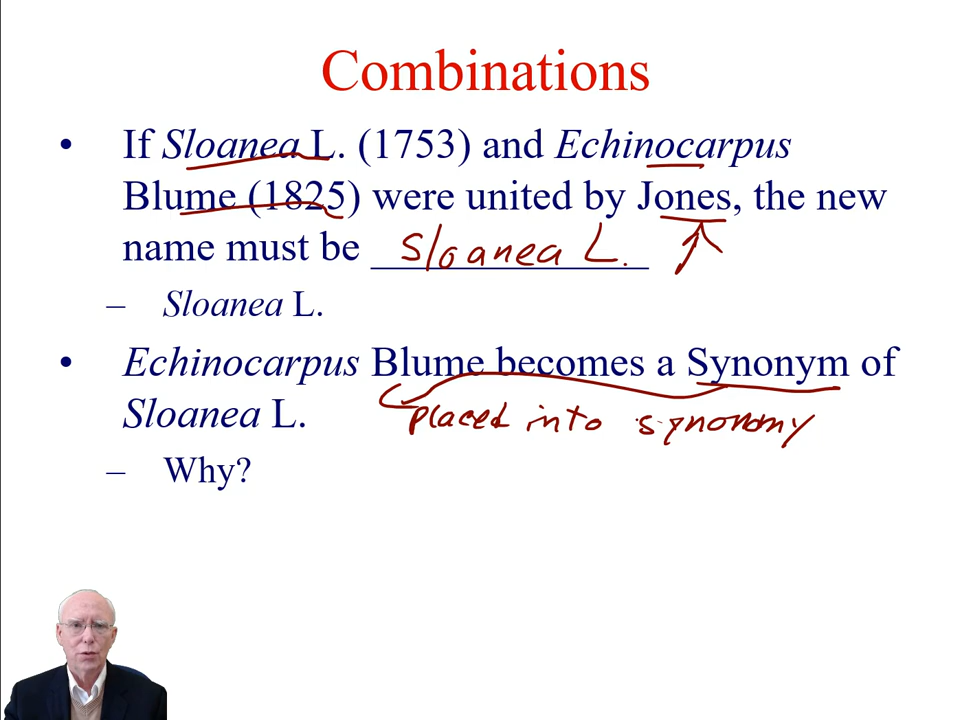 Combinations
• If Sloanea L. (1753) and Echinocarpus
Blume (1825) were united by Jones, the new
name must be Sloanea L.
– Sloanea L.
• Echinocarpus Blume becomes a Synonym of
Sloanea L. placed into synonomy
– Why?